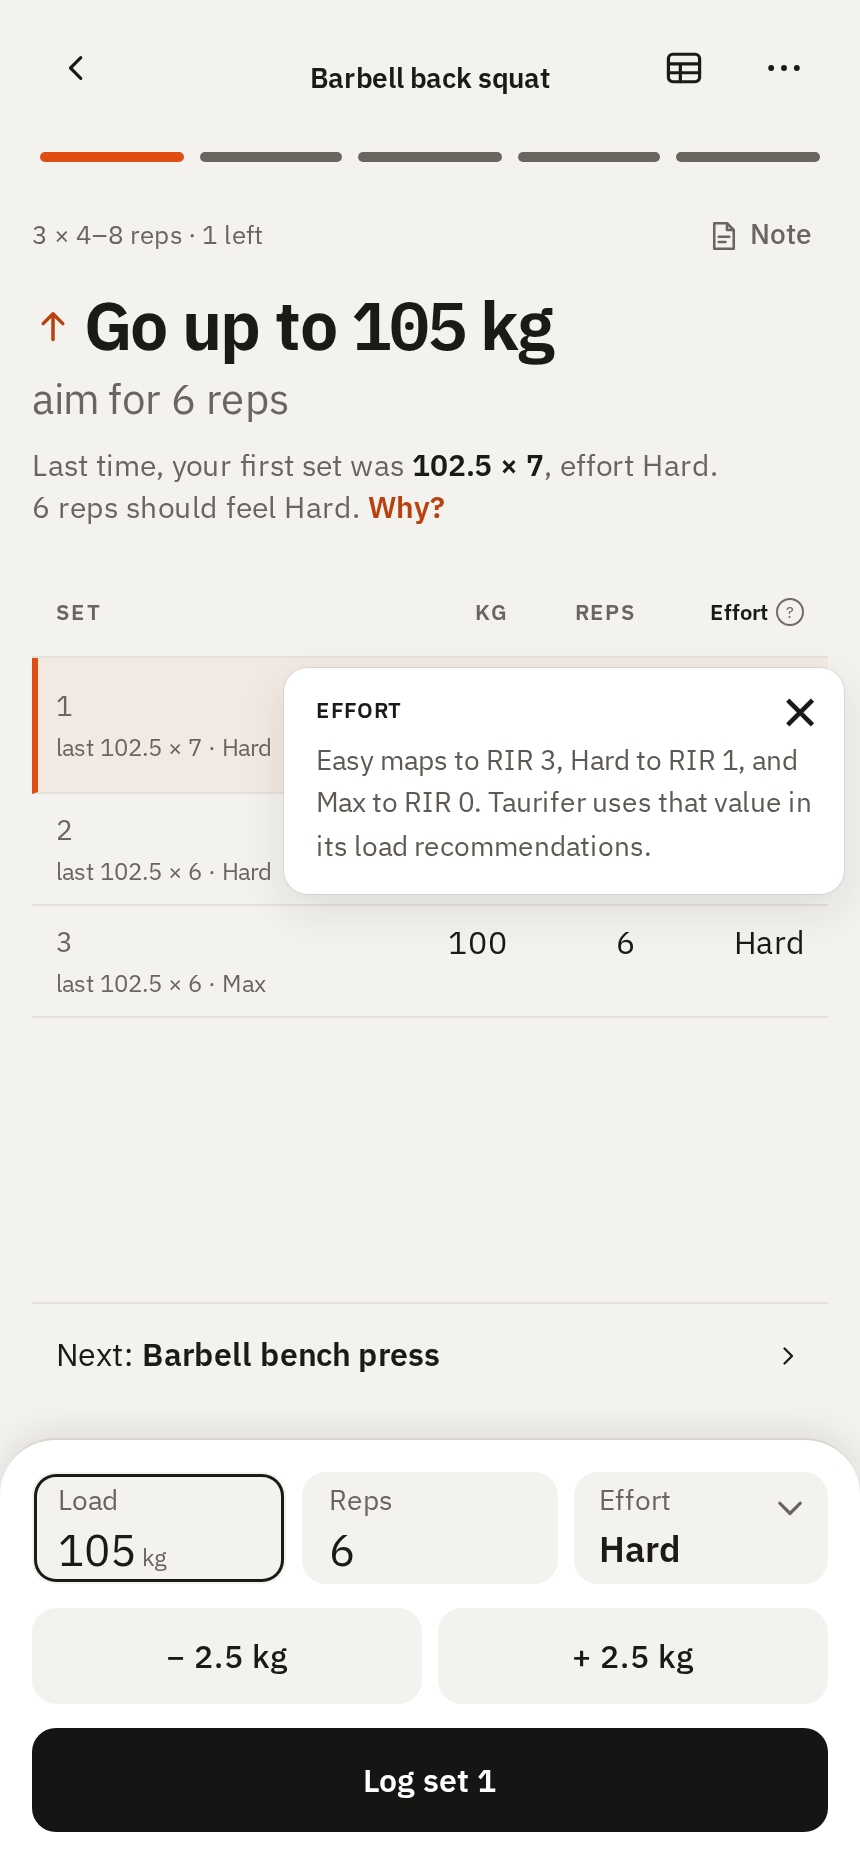 Barbell back squat
3 × 4–8 reps · 1 left
Note
↑ Go up to 105 kg
aim for 6 reps
Last time, your first set was 102.5 × 7, effort Hard.
6 reps should feel Hard. Why?
SET KG REPS Effort ?
1
last 102.5 × 7 · Hard
EFFORT
Easy maps to RIR 3, Hard to RIR 1, and
Max to RIR 0. Taurifer uses that value in
its load recommendations.
2
last 102.5 × 6 · Hard
3 100 6 Hard
last 102.5 × 6 · Max
Next: Barbell bench press
Load Reps Effort
105 kg 6 Hard
− 2.5 kg + 2.5 kg
Log set 1